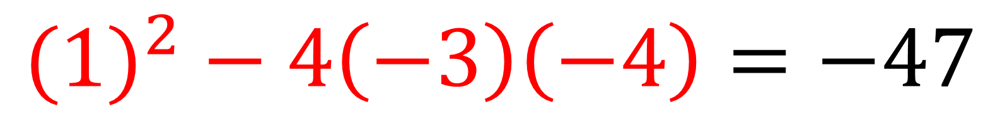 (1)² − 4(−3)(−4) = −47